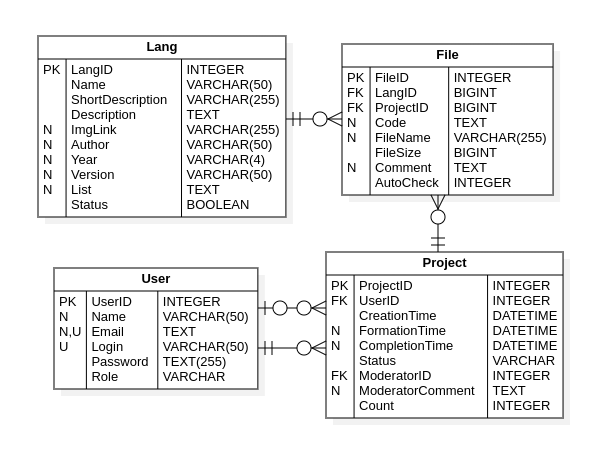 Lang
PK LangID INTEGER
Name VARCHAR(50)
ShortDescription VARCHAR(255)
Description TEXT
N ImgLink VARCHAR(255)
N Author VARCHAR(50)
N Year VARCHAR(4)
N Version VARCHAR(50)
N List TEXT
Status BOOLEAN
File
PK FileID INTEGER
FK LangID BIGINT
FK ProjectID BIGINT
N Code TEXT
N FileName VARCHAR(255)
FileSize BIGINT
N Comment TEXT
AutoCheck INTEGER
User
PK UserID INTEGER
N Name VARCHAR(50)
N,U Email TEXT
U Login VARCHAR(50)
Password TEXT(255)
Role VARCHAR
Project
PK ProjectID INTEGER
FK UserID INTEGER
CreationTime DATETIME
N FormationTime DATETIME
N CompletionTime DATETIME
Status VARCHAR
FK ModeratorID INTEGER
N ModeratorComment TEXT
Count INTEGER